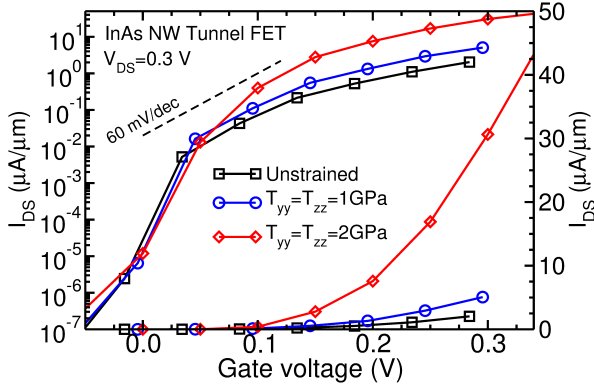 InAs NW Tunnel FET
V_DS=0.3 V
60 mV/dec
Unstrained
T_yy=T_zz=1GPa
T_yy=T_zz=2GPa
I_DS (μA/μm)
10^1
10^0
10^-1
10^-2
10^-3
10^-4
10^-5
10^-6
10^-7
50
40
30
20
10
0
I_DS (μA/μm)
0.0 0.1 0.2 0.3
Gate voltage (V)